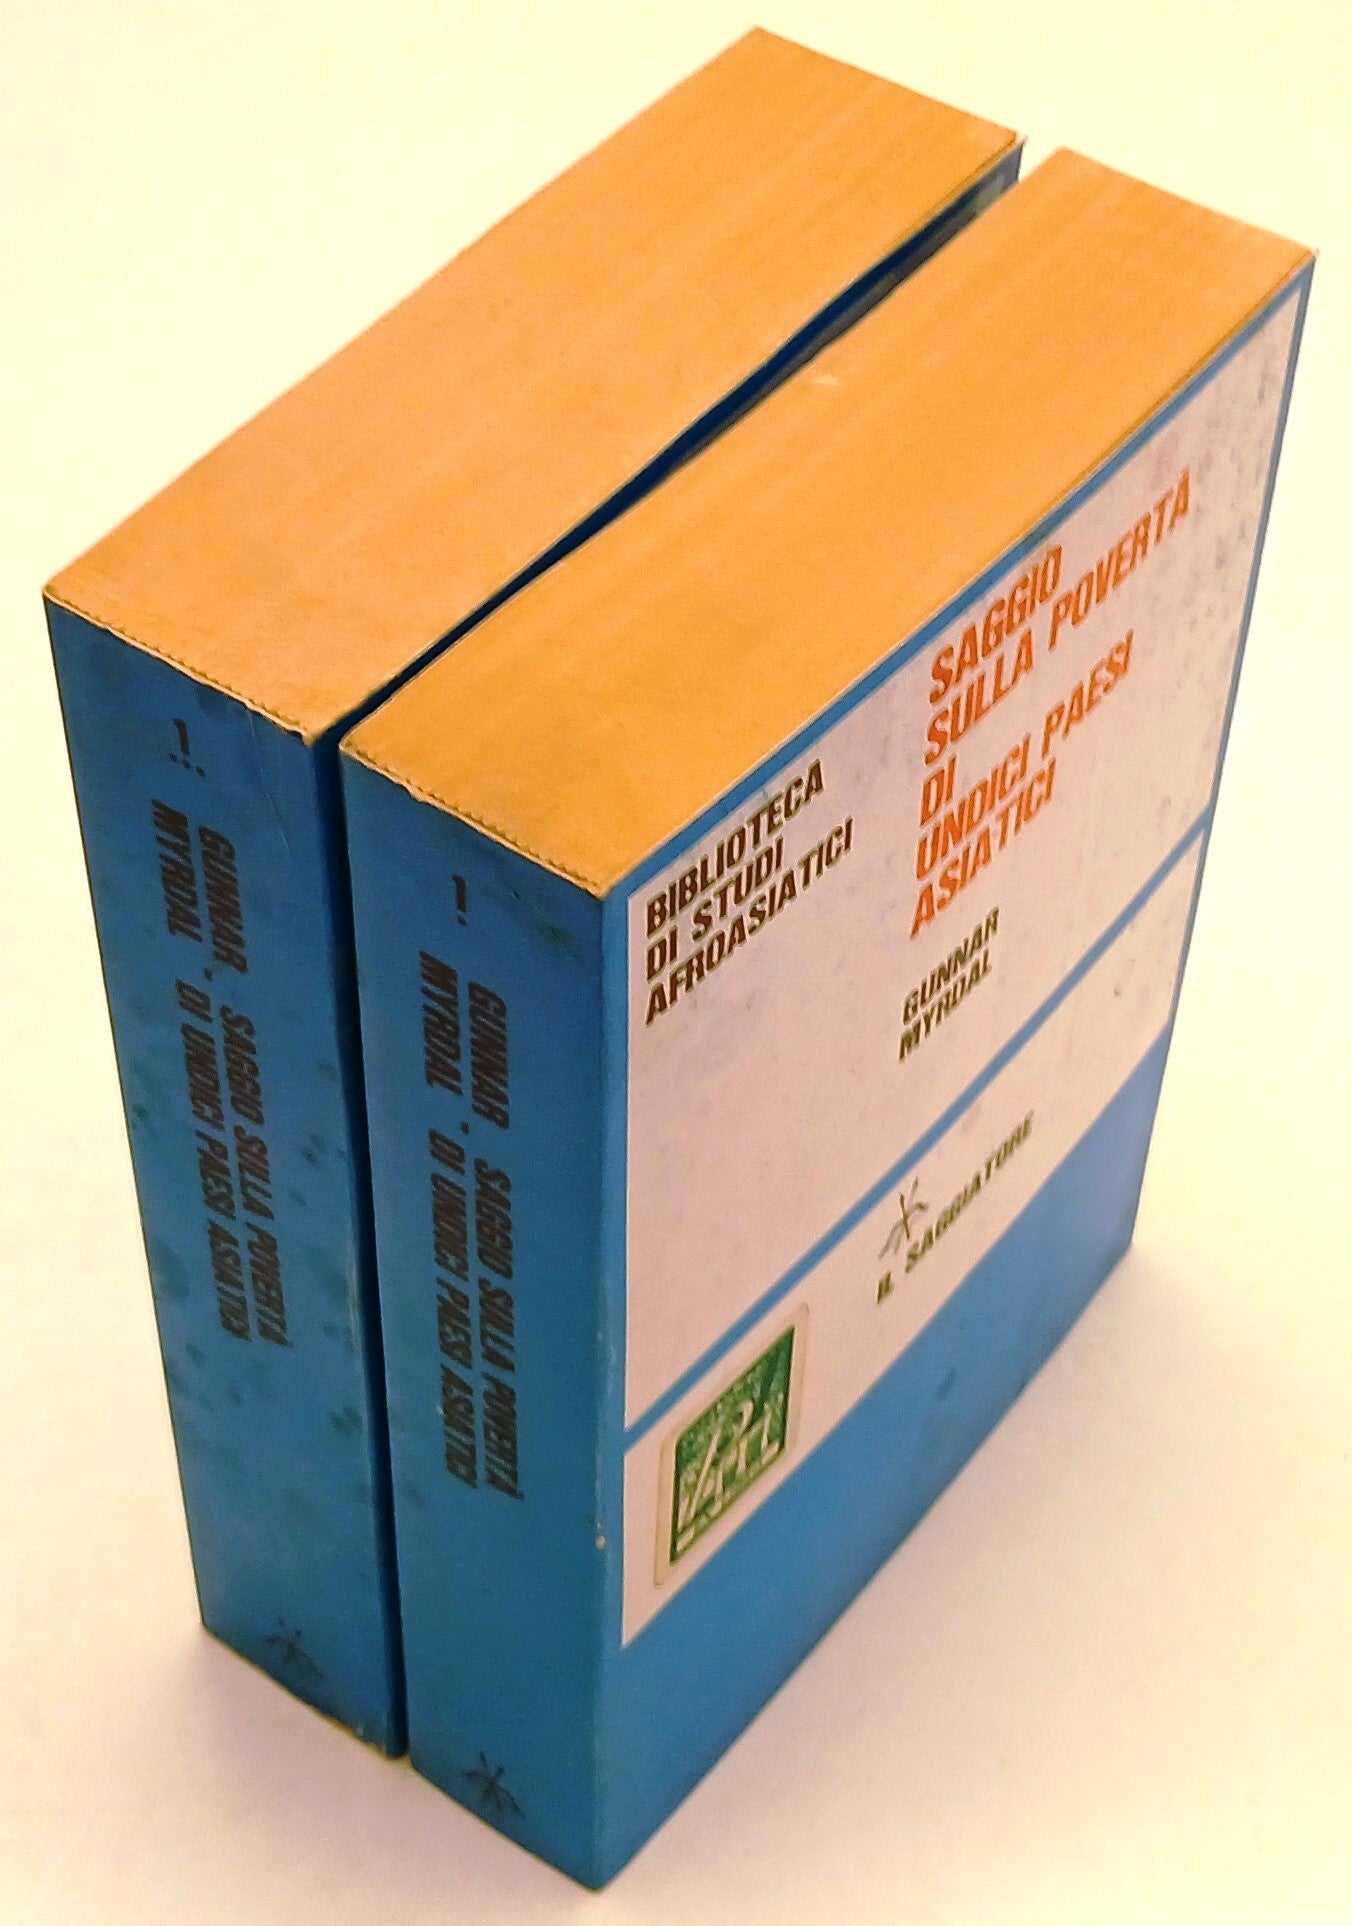 1
GUNNAR SAGGIO SULLA POVERTÀ
MYRDAL DI UNDICI PAESI ASIATICI
1
GUNNAR SAGGIO SULLA POVERTÀ
MYRDAL DI UNDICI PAESI ASIATICI
BIBLIOTECA
DI STUDI
AFROASIATICI
SAGGIO
SULLA POVERTÀ
DI
UNDICI PAESI
ASIATICI
GUNNAR
MYRDAL
IL SAGGIATORE